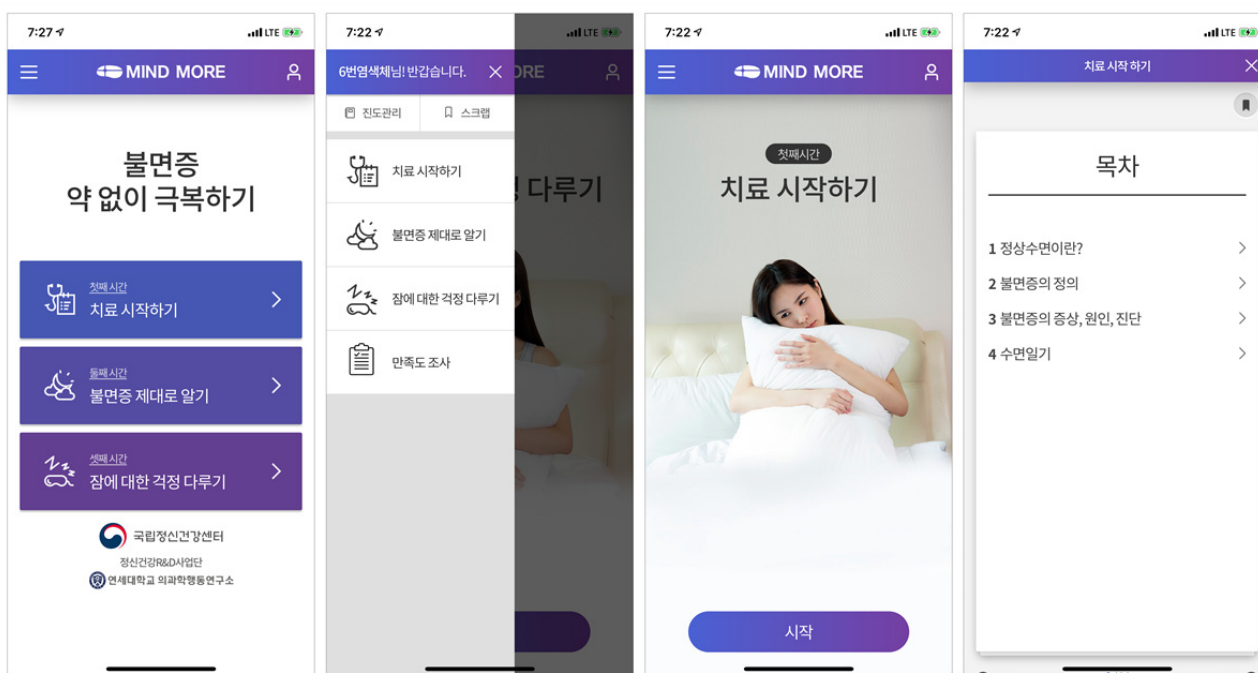 7:27
LTE
MIND MORE
불면증
약 없이 극복하기
첫째시간
치료 시작하기
둘째시간
불면증 제대로 알기
셋째시간
잠에 대한 걱정 다루기
국립정신건강센터
정신건강R&D사업단
연세대학교 의과학행동연구소
7:22
LTE
6번염색체님! 반갑습니다.
ORE
진도관리
스크랩
치료 시작하기
다루기
불면증 제대로 알기
잠에 대한 걱정 다루기
만족도 조사
7:22
LTE
MIND MORE
첫째시간
치료 시작하기
시작
7:22
LTE
치료 시작 하기
목차
1 정상수면이란?
2 불면증의 정의
3 불면증의 증상, 원인, 진단
4 수면일기